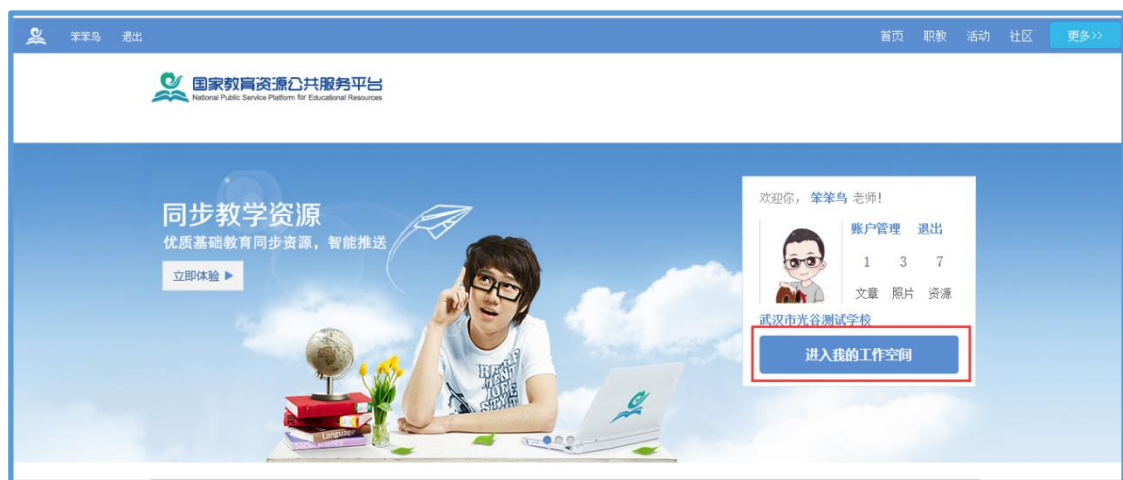 笨笨鸟 退出 首页 职教 活动 社区 更多>>
国家教育资源公共服务平台
National Public Service Platform for Educational Resources
同步教学资源
优质基础教育同步资源，智能推送
立即体验
欢迎你， 笨笨鸟 老师！
账户管理 退出
1 3 7
文章 照片 资源
武汉市光谷测试学校
进入我的工作空间
Language
Social science